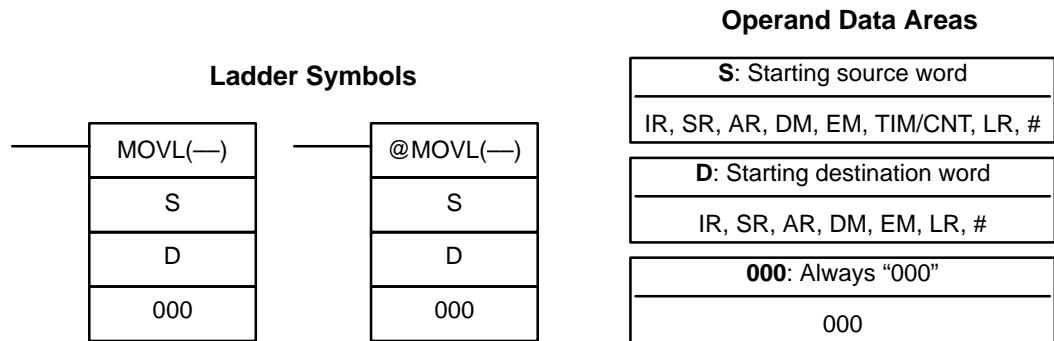 Ladder Symbols
MOVL(––)
S
D
000
@MOVL(––)
S
D
000
Operand Data Areas
S: Starting source word
IR, SR, AR, DM, EM, TIM/CNT, LR, #
D: Starting destination word
IR, SR, AR, DM, EM, LR, #
000: Always “000”
000